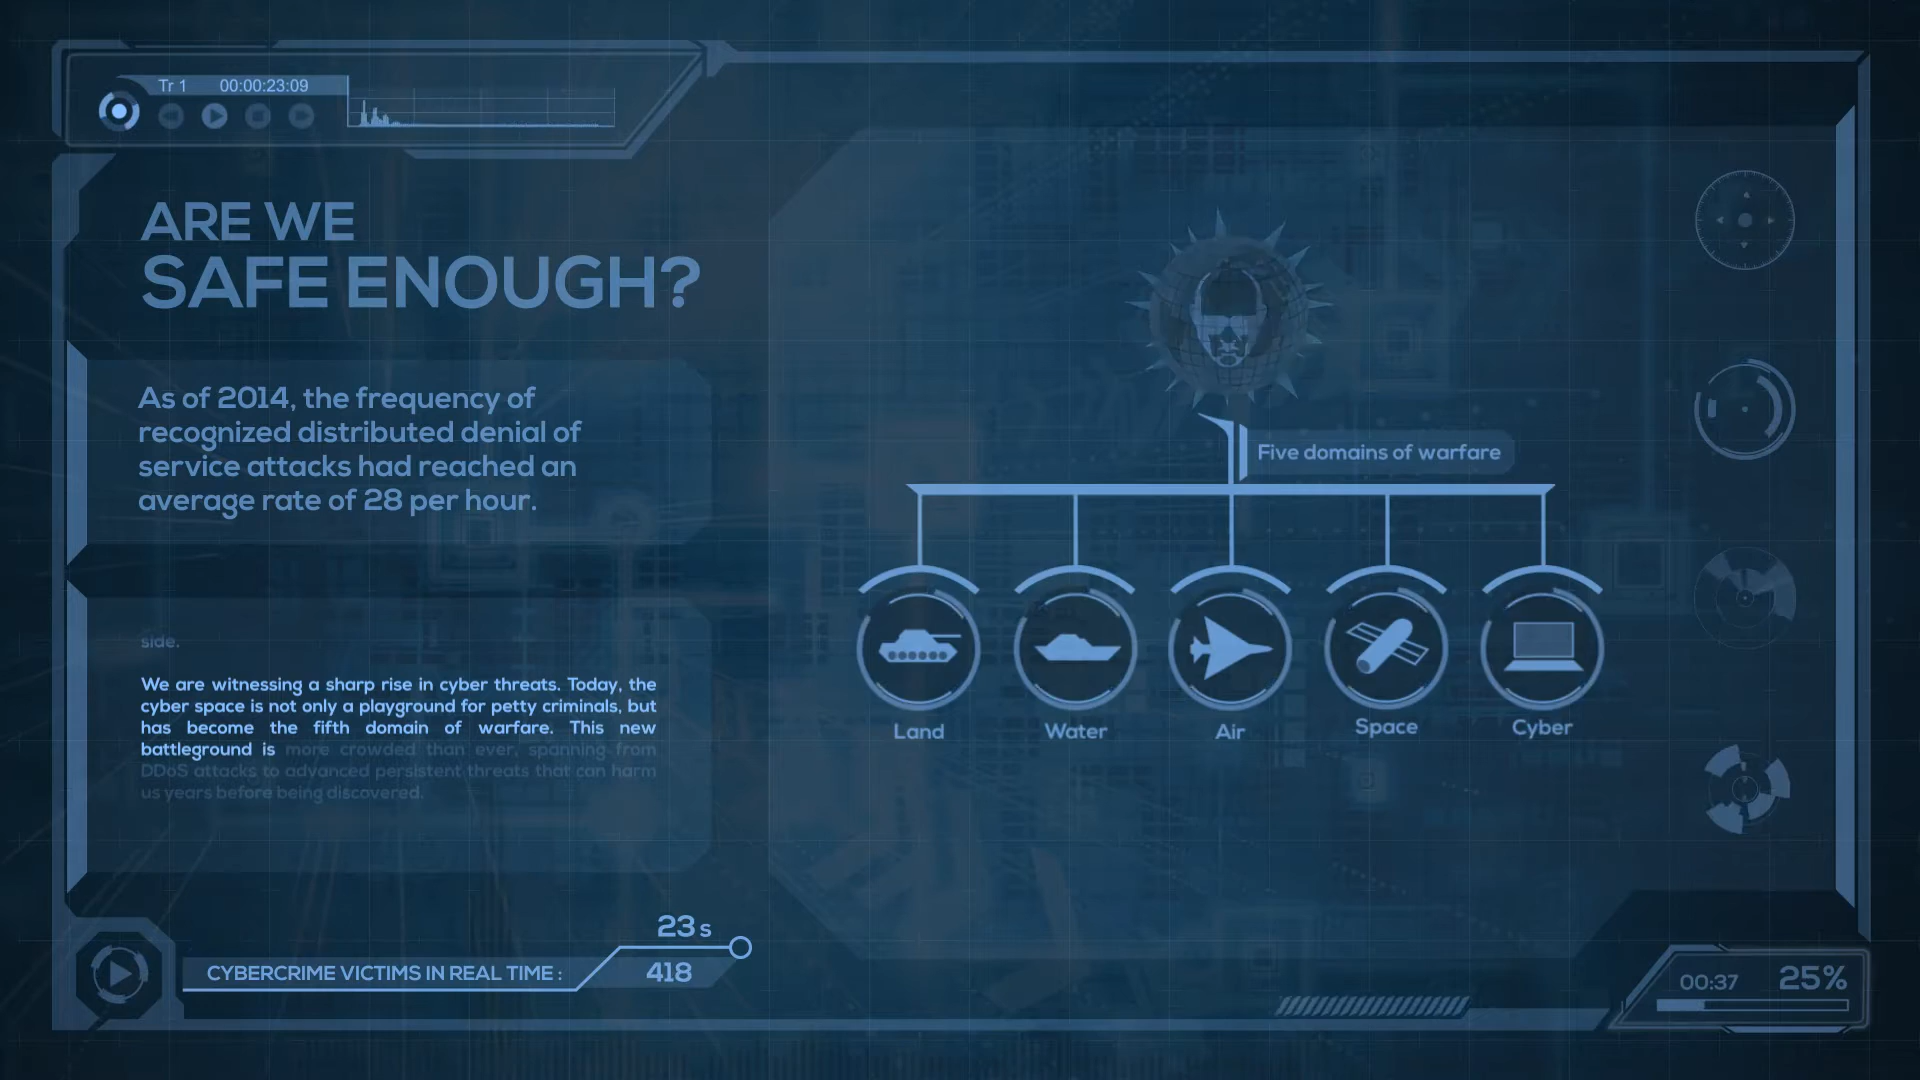 Tr 1 00:00:23:09
ARE WE
SAFE ENOUGH?
As of 2014, the frequency of
recognized distributed denial of
service attacks had reached an
average rate of 28 per hour.
side.
We are witnessing a sharp rise in cyber threats. Today, the
cyber space is not only a playground for petty criminals, but
has become the fifth domain of warfare. This new
battleground is more crowded than ever, spanning from
DDoS attacks to advanced persistent threats that can harm
us years before being discovered.
23 s
CYBERCRIME VICTIMS IN REAL TIME : 418
Five domains of warfare
Land
Water
Air
Space
Cyber
00:37 25%